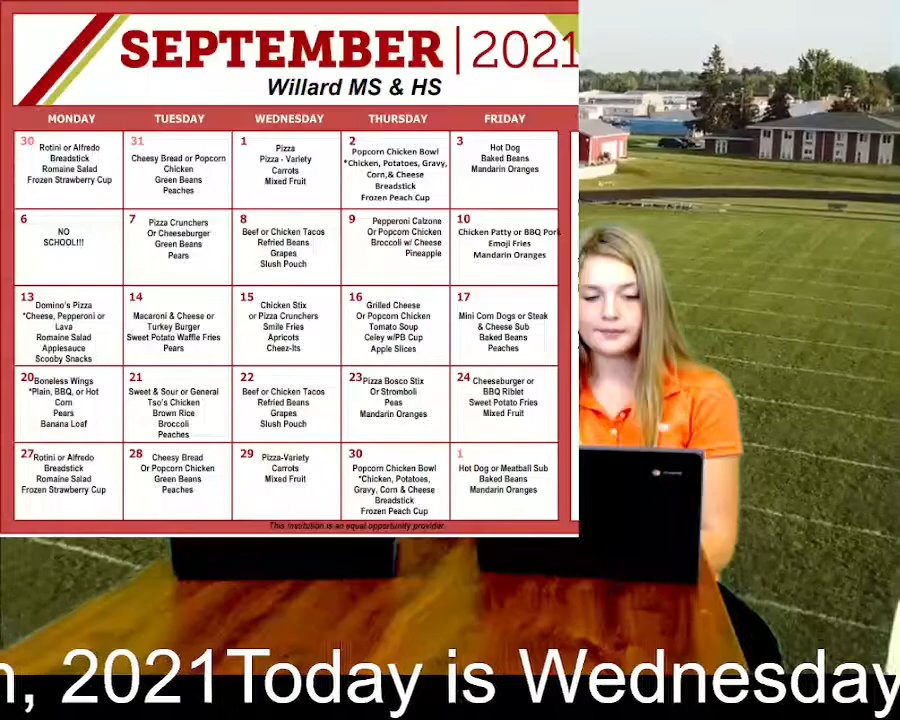 SEPTEMBER | 2021
Willard MS & HS
MONDAY TUESDAY WEDNESDAY THURSDAY FRIDAY
30
Rotini or Alfredo
Breadstick
Romaine Salad
Frozen Strawberry Cup
31
Cheesy Bread or Popcorn
Chicken
Green Beans
Peaches
1
Pizza
Pizza - Variety
Carrots
Mixed Fruit
2
Popcorn Chicken Bowl
*Chicken, Potatoes, Gravy,
Corn,& Cheese
Breadstick
Frozen Peach Cup
3
Hot Dog
Baked Beans
Mandarin Oranges
6
NO
SCHOOL!!!
7
Pizza Crunchers
Or Cheeseburger
Green Beans
Pears
8
Beef or Chicken Tacos
Refried Beans
Grapes
Slush Pouch
9
Pepperoni Calzone
Or Popcorn Chicken
Broccoli w/ Cheese
Pineapple
10
Chicken Patty or BBQ Pork
Emoji Fries
Mandarin Oranges
13
Domino's Pizza
*Cheese, Pepperoni or
Lava
Romaine Salad
Applesauce
Scooby Snacks
14
Macaroni & Cheese or
Turkey Burger
Sweet Potato Waffle Fries
Pears
15
Chicken Stix
or Pizza Crunchers
Smile Fries
Apricots
Cheez-Its
16
Grilled Cheese
Or Popcorn Chicken
Tomato Soup
Celey w/PB Cup
Apple Slices
17
Mini Corn Dogs or Steak
& Cheese Sub
Baked Beans
Peaches
20
Boneless Wings
*Plain, BBQ, or Hot
Corn
Pears
Banana Loaf
21
Sweet & Sour or General
Tso's Chicken
Brown Rice
Broccoli
Peaches
22
Beef or Chicken Tacos
Refried Beans
Grapes
Slush Pouch
23
Pizza Bosco Stix
Or Stromboli
Peas
Mandarin Oranges
24
Cheeseburger or
BBQ Riblet
Sweet Potato Fries
Mixed Fruit
27
Rotini or Alfredo
Breadstick
Romaine Salad
Frozen Strawberry Cup
28
Cheesy Bread
Or Popcorn Chicken
Green Beans
Peaches
29
Pizza-Variety
Carrots
Mixed Fruit
30
Popcorn Chicken Bowl
*Chicken, Potatoes,
Gravy, Corn & Cheese
Breadstick
Frozen Peach Cup
1
Hot Dog or Meatball Sub
Baked Beans
Mandarin Oranges
This institution is an equal opportunity provider.
h, 2021Today is Wednesday